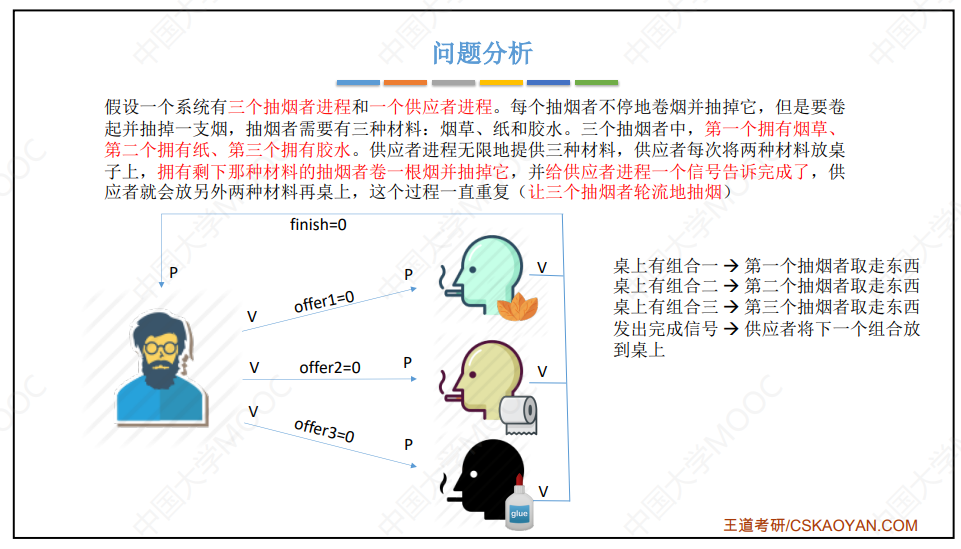 问题分析
假设一个系统有三个抽烟者进程和一个供应者进程。每个抽烟者不停地卷烟并抽掉它，但是要卷
起并抽掉一支烟，抽烟者需要有三种材料：烟草、纸和胶水。三个抽烟者中，第一个拥有烟草、
第二个拥有纸、第三个拥有胶水。供应者进程无限地提供三种材料，供应者每次将两种材料放桌
子上，拥有剩下那种材料的抽烟者卷一根烟并抽掉它，并给供应者进程一个信号告诉完成了，供
应者就会放另外两种材料再桌上，这个过程一直重复（让三个抽烟者轮流地抽烟）
finish=0
P
P
V
offer1=0
V
V
offer2=0
P
V
V
offer3=0
P
V
glue
桌上有组合一 → 第一个抽烟者取走东西
桌上有组合二 → 第二个抽烟者取走东西
桌上有组合三 → 第三个抽烟者取走东西
发出完成信号 → 供应者将下一个组合放
到桌上
王道考研/CSKAOYAN.COM
中国大学MOOC